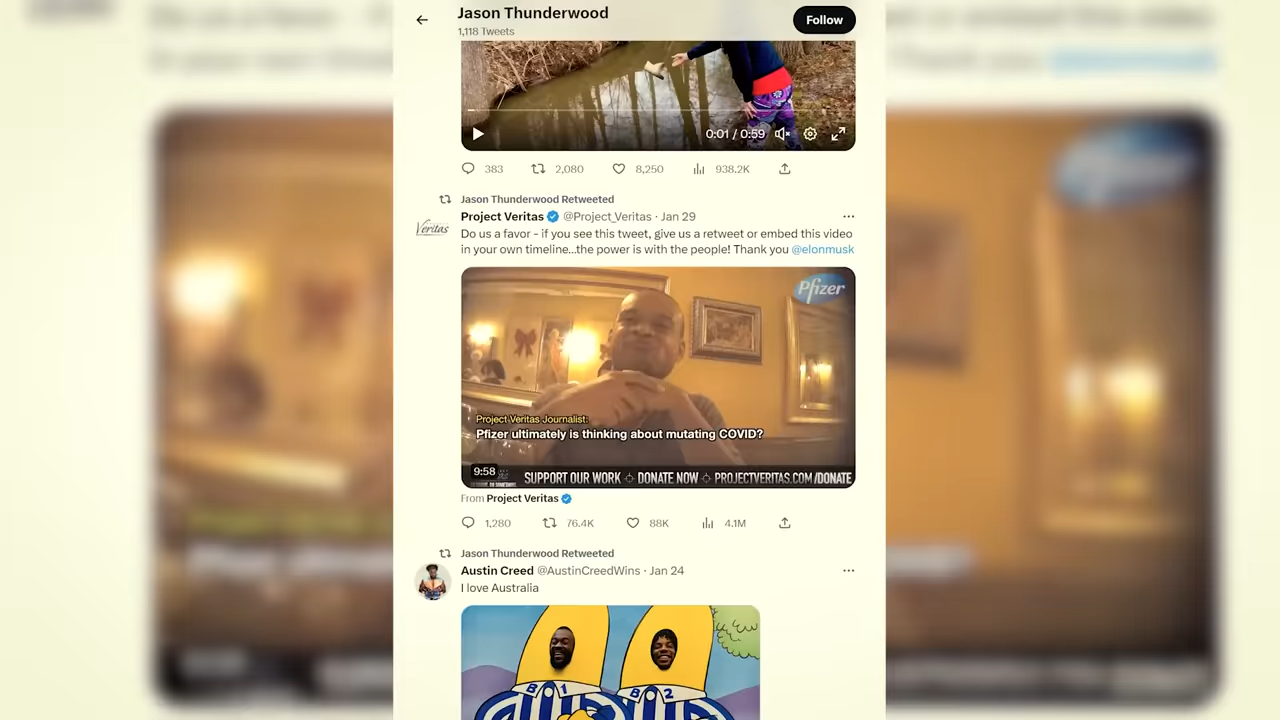 Jason Thunderwood
1,118 Tweets
Follow
0:01 / 0:59
383 2,080 8,250 938.2K
Jason Thunderwood Retweeted
Project Veritas @Project_Veritas · Jan 29
Veritas
Do us a favor - if you see this tweet, give us a retweet or embed this video
in your own timeline...the power is with the people! Thank you @elonmusk
Pfizer
Project Veritas Journalist:
Pfizer ultimately is thinking about mutating COVID?
9:58
SUPPORT OUR WORK DONATE NOW PROJECTVERITAS.COM/DONATE
From Project Veritas
1,280 76.4K 88K 4.1M
Jason Thunderwood Retweeted
Austin Creed @AustinCreedWins · Jan 24
I love Australia
B 1
B 2